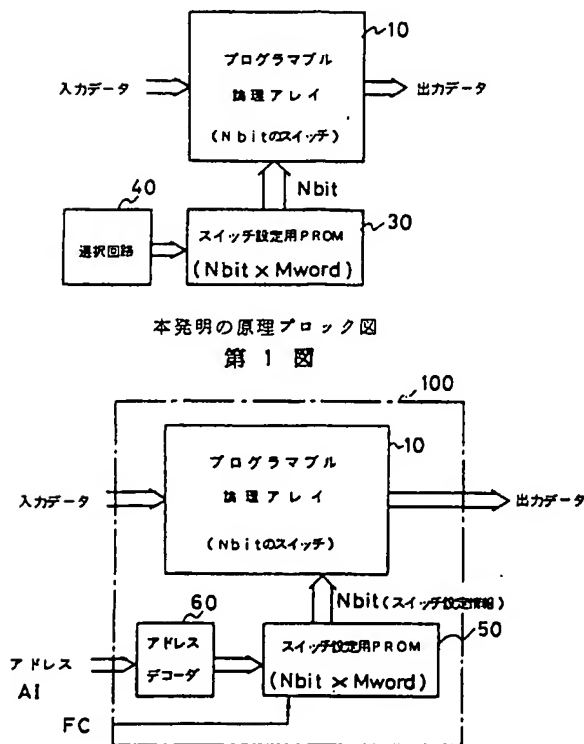 10
プログラマブル
入力データ
論理アレイ
出力データ
(Nbitのスイッチ)
Nbit
40
30
選択回路
スイッチ設定用PROM
(Nbit×Mword)
本発明の原理ブロック図
第 1 図
100
10
プログラマブル
入力データ
論理アレイ
出力データ
(Nbitのスイッチ)
Nbit(スイッチ設定情報)
60
50
アドレス
デコーダ
スイッチ設定用PROM
(Nbit×Mword)
アドレス
AI
FC